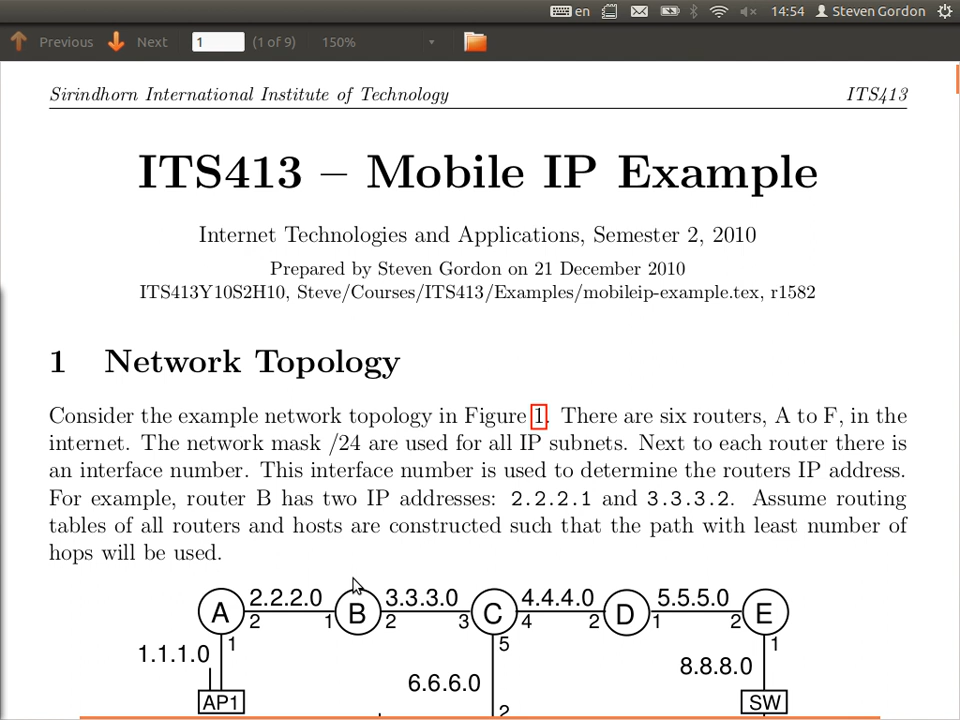 en 14:54 Steven Gordon
Previous Next 1 (1 of 9) 150%
Sirindhorn International Institute of Technology ITS413
ITS413 – Mobile IP Example
Internet Technologies and Applications, Semester 2, 2010
Prepared by Steven Gordon on 21 December 2010
ITS413Y10S2H10, Steve/Courses/ITS413/Examples/mobileip-example.tex, r1582
1 Network Topology
Consider the example network topology in Figure 1. There are six routers, A to F, in the
internet. The network mask /24 are used for all IP subnets. Next to each router there is
an interface number. This interface number is used to determine the routers IP address.
For example, router B has two IP addresses: 2.2.2.1 and 3.3.3.2. Assume routing
tables of all routers and hosts are constructed such that the path with least number of
hops will be used.
2.2.2.0 3.3.3.0 4.4.4.0 5.5.5.0
A B C D E
2 1 2 3 4 2 1 2
1 5 1
1.1.1.0 8.8.8.0
6.6.6.0
AP1 2 SW